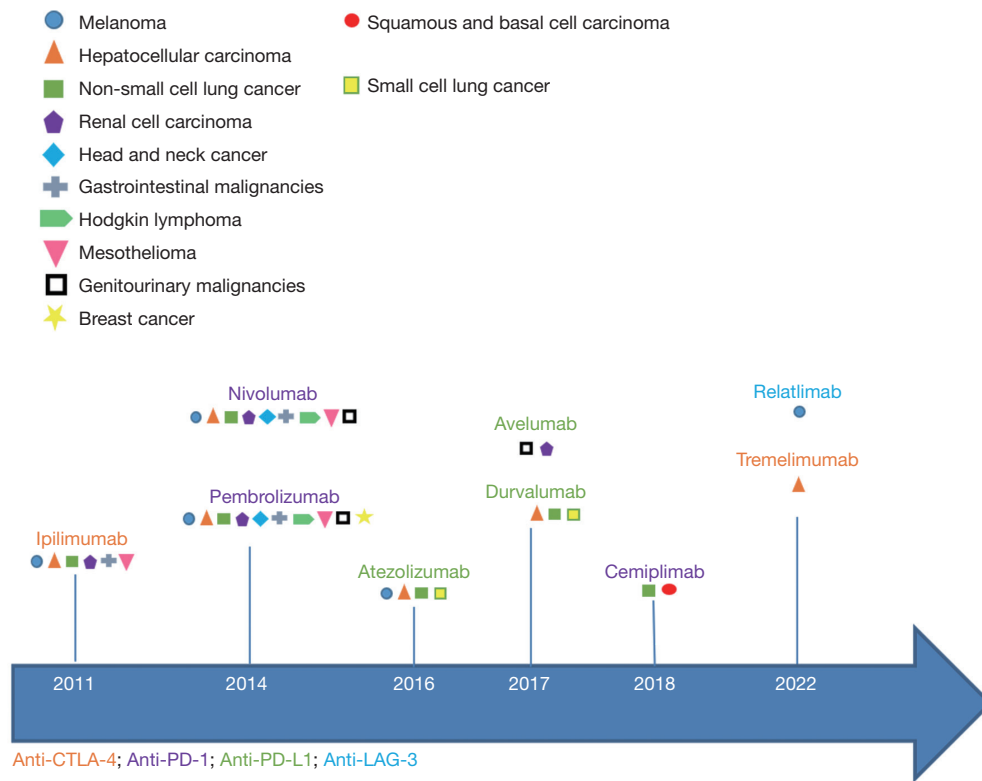 Melanoma
Squamous and basal cell carcinoma
Hepatocellular carcinoma
Non-small cell lung cancer
Small cell lung cancer
Renal cell carcinoma
Head and neck cancer
Gastrointestinal malignancies
Hodgkin lymphoma
Mesothelioma
Genitourinary malignancies
Breast cancer
Nivolumab
Relatlimab
Avelumab
Tremelimumab
Pembrolizumab
Durvalumab
Ipilimumab
Atezolizumab
Cemiplimab
2011
2014
2016
2017
2018
2022
Anti-CTLA-4; Anti-PD-1; Anti-PD-L1; Anti-LAG-3